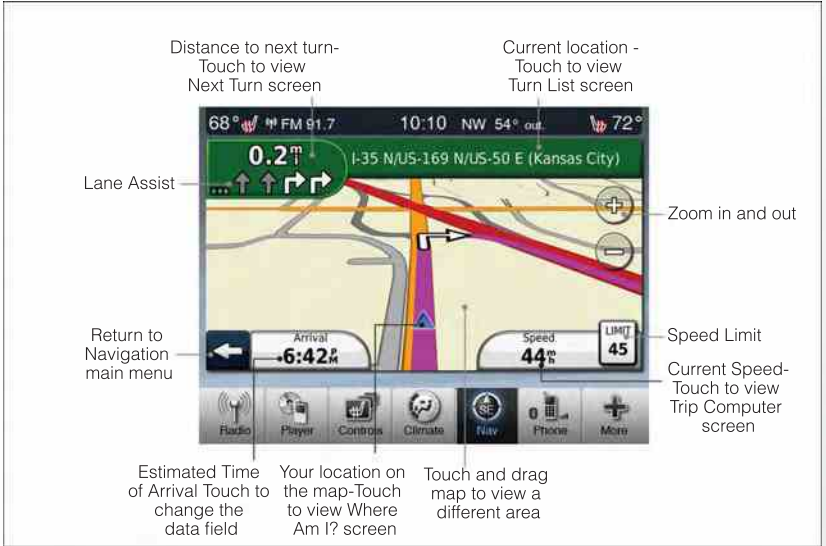 Distance to next turn-
Touch to view
Next Turn screen
Current location -
Touch to view
Turn List screen
68° FM 91.7 10:10 NW 54° out. 72°
0.2 mi
I-35 N/US-169 N/US-50 E (Kansas City)
Lane Assist
Zoom in and out
Return to
Navigation
main menu
Arrival
6:42 PM
Speed
44 mh
LIMIT
45
Speed Limit
Current Speed-
Touch to view
Trip Computer
screen
Radio Player Controls Climate SE Nav Phone More
Estimated Time
of Arrival Touch to
change the
data field
Your location on
the map-Touch
to view Where
Am I? screen
Touch and drag
map to view a
different area